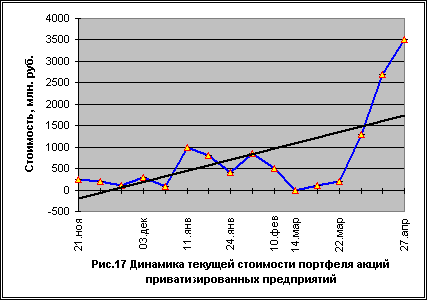 4000
3500
3000
2500
2000
1500
1000
500
0
-500
Стоимость, млн. руб.
21.ноя
03.дек
11.янв
24.янв
10.фев
14.мар
22.мар
27.апр
Рис.17 Динамика текущей стоимости портфеля акций
приватизированных предприятий